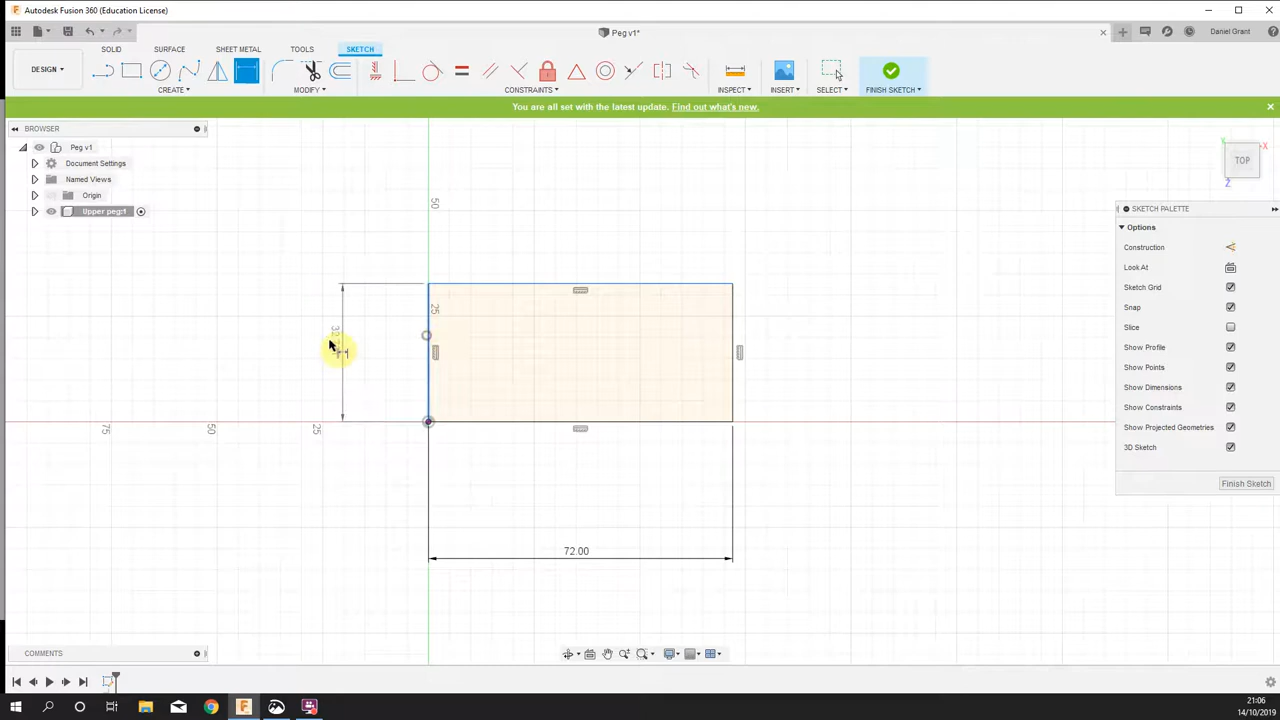 Autodesk Fusion 360 (Education License)
Peg v1*
Daniel Grant
SOLID SURFACE SHEET METAL TOOLS SKETCH
DESIGN
CREATE MODIFY CONSTRAINTS INSPECT INSERT SELECT FINISH SKETCH
You are all set with the latest update. Find out what's new.
BROWSER
Peg v1
Document Settings
Named Views
Origin
Upper peg:1
TOP
X
Y
Z
SKETCH PALETTE
Options
Construction
Look At
Sketch Grid
Snap
Slice
Show Profile
Show Points
Show Dimensions
Show Constraints
Show Projected Geometries
3D Sketch
Finish Sketch
50
25
75 50 25
72.00
COMMENTS
21:06
14/10/2019